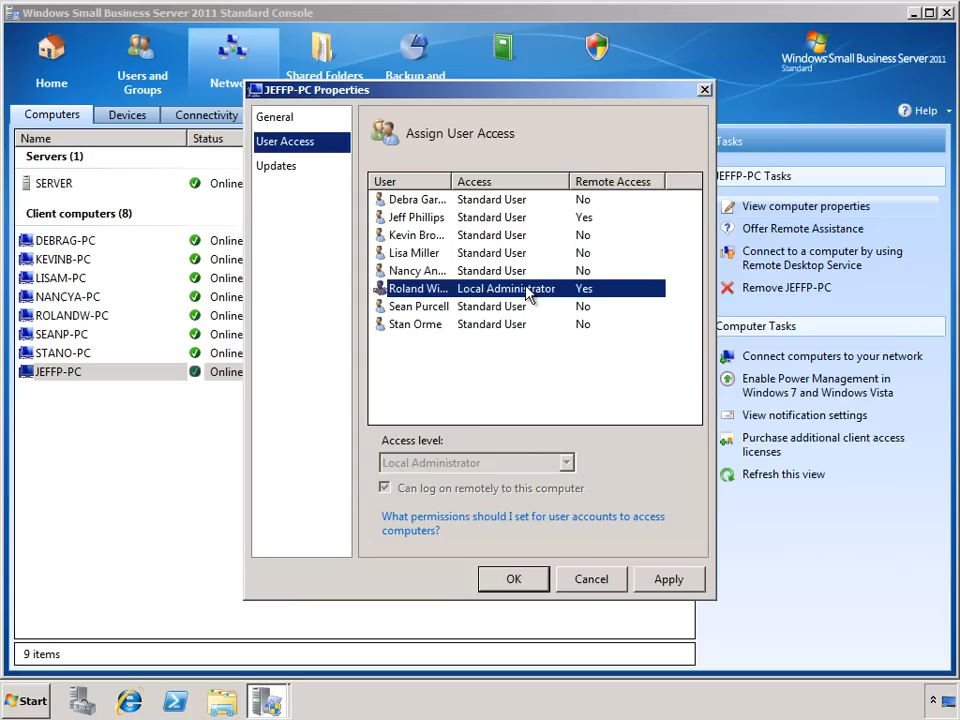 Windows Small Business Server 2011 Standard Console
Home
Users and
Groups
Netw
Shared Folders
Backup and
Windows Small Business Server 2011
Standard
Computers
Devices
Connectivity
Help
Name
Status
Servers (1)
SERVER
Online
Client computers (8)
DEBRAG-PC
Online
KEVINB-PC
Online
LISAM-PC
Online
NANCYA-PC
Online
ROLANDW-PC
Online
SEANP-PC
Online
STANO-PC
Online
JEFFP-PC
Online
9 items
JEFFP-PC Properties
General
User Access
Updates
Assign User Access
User
Access
Remote Access
Debra Gar...
Standard User
No
Jeff Phillips
Standard User
Yes
Kevin Bro...
Standard User
No
Lisa Miller
Standard User
No
Nancy An...
Standard User
No
Roland Wi...
Local Administrator
Yes
Sean Purcell
Standard User
No
Stan Orme
Standard User
No
Access level:
Local Administrator
Can log on remotely to this computer
What permissions should I set for user accounts to access
computers?
OK
Cancel
Apply
Tasks
JEFFP-PC Tasks
View computer properties
Offer Remote Assistance
Connect to a computer by using
Remote Desktop Service
Remove JEFFP-PC
Computer Tasks
Connect computers to your network
Enable Power Management in
Windows 7 and Windows Vista
View notification settings
Purchase additional client access
licenses
Refresh this view
Start